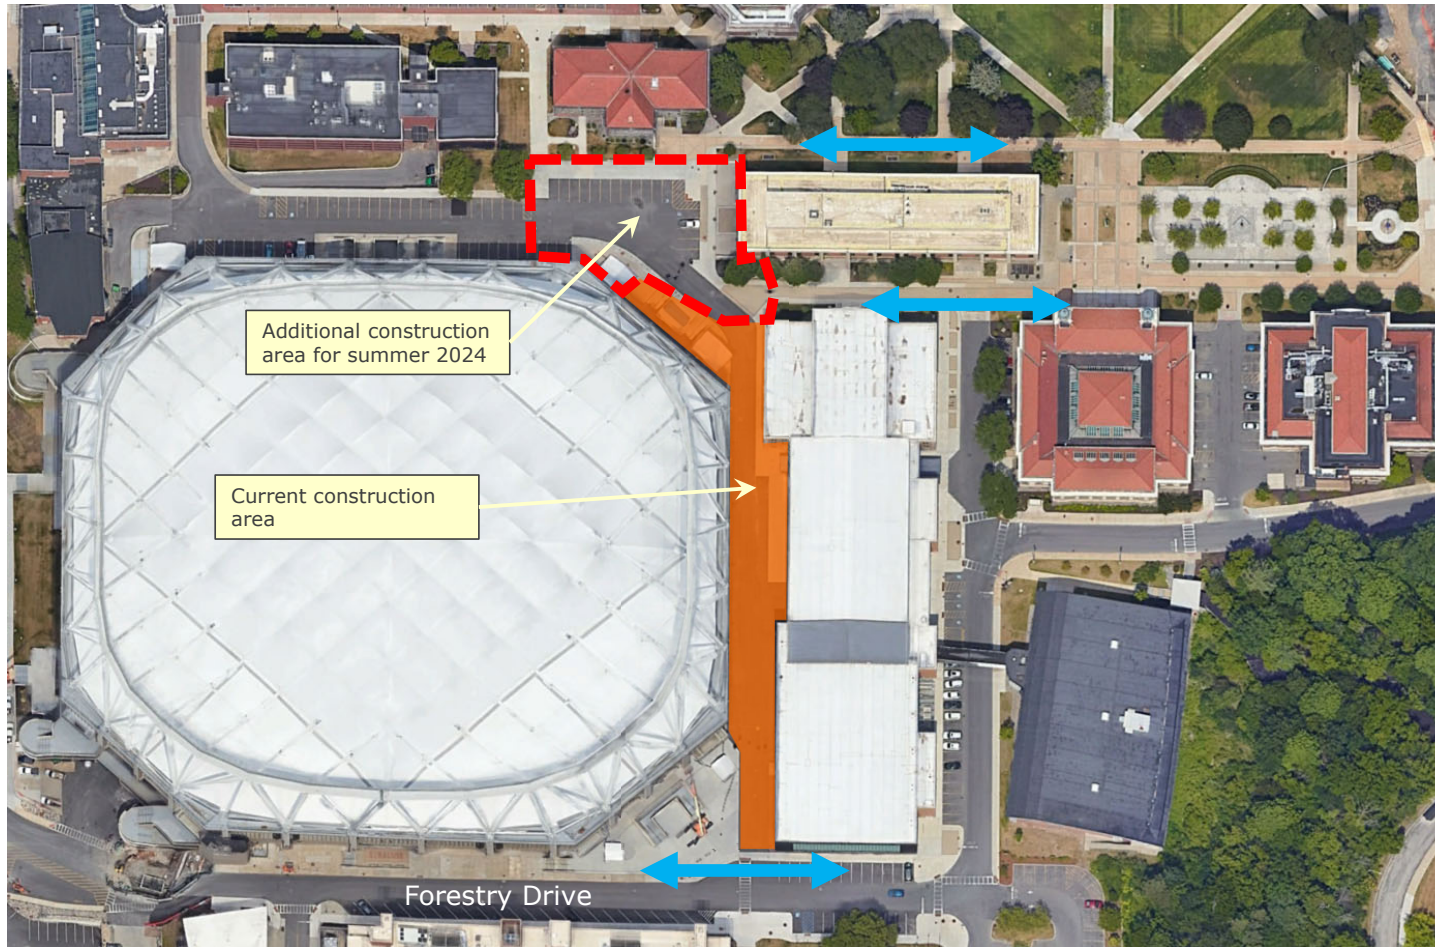 Additional construction
area for summer 2024
Current construction
area
Forestry Drive